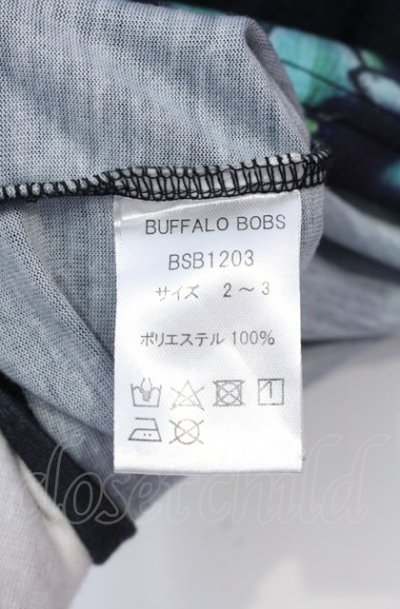 BUFFALO BOBS
BSB1203
サイズ 2～3
ポリエステル 100%
closet child